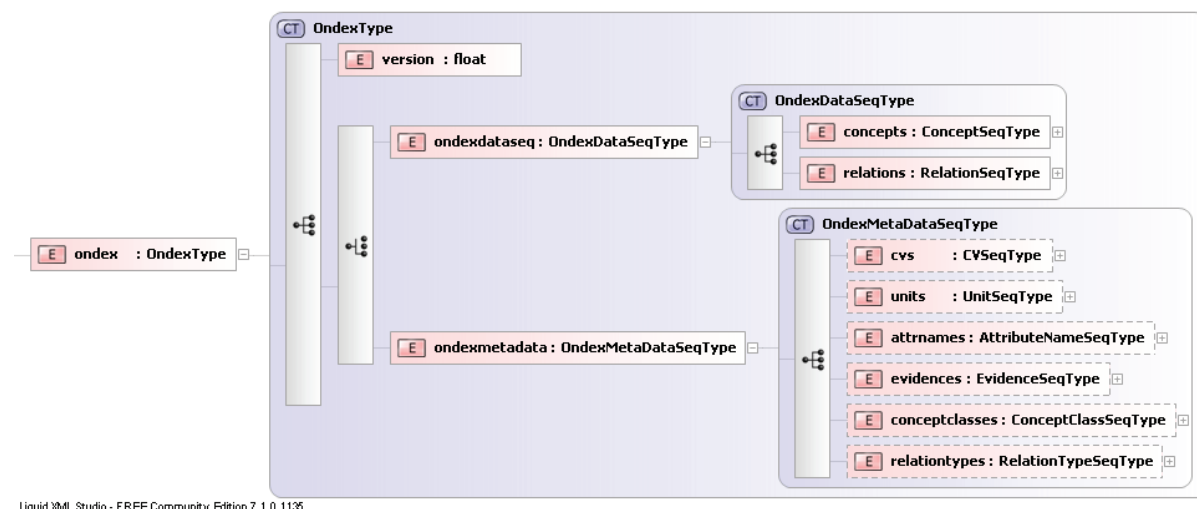 CT OndexType
E version : float
CT OndexDataSeqType
E concepts : ConceptSeqType
E ondexdataseq : OndexDataSeqType
E relations : RelationSeqType
CT OndexMetaDataSeqType
E ondex : OndexType
E cvs : CVSeqType
E units : UnitSeqType
E attrnames : AttributeNameSeqType
E ondexmetadata : OndexMetaDataSeqType
E evidences : EvidenceSeqType
E conceptclasses : ConceptClassSeqType
E relationtypes : RelationTypeSeqType
Liquid XML Studio - FREE Community Edition 7.1.0.1135